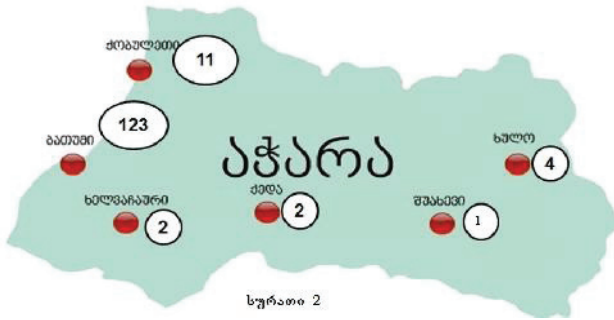 ქობულეთი
11
123
ბათუმი
აჭარა
ხულო
4
ხელვაჩაური
2
ქედა
2
შუახევი
1
სურათი 2